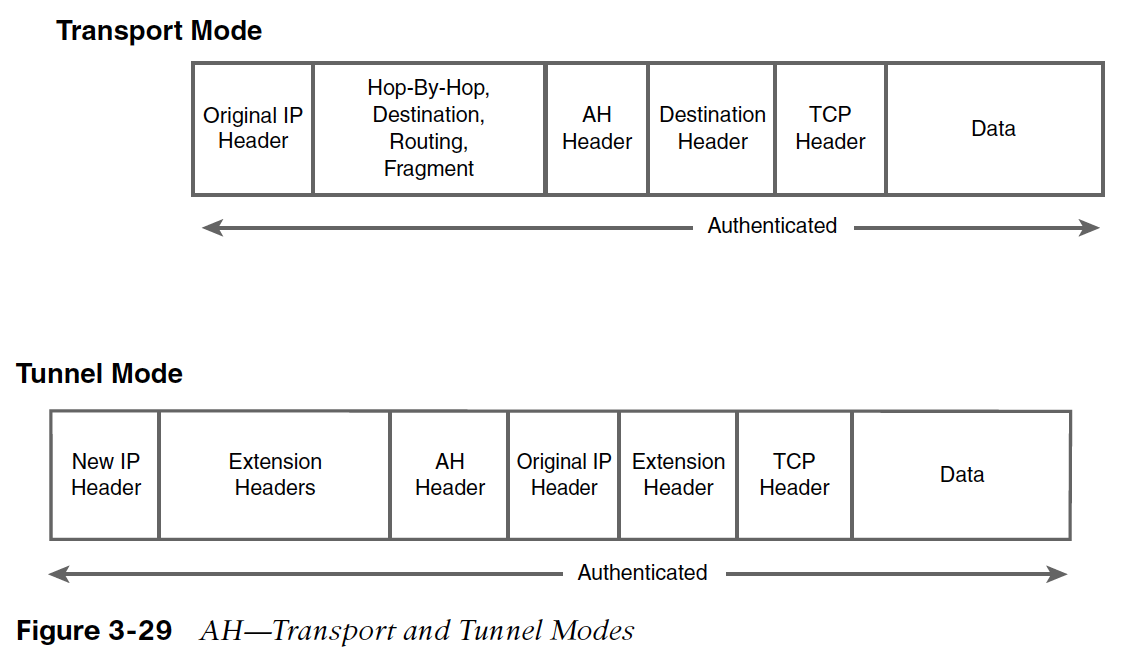 Transport Mode
Original IP
Header
Hop-By-Hop,
Destination,
Routing,
Fragment
AH
Header
Destination
Header
TCP
Header
Data
Authenticated
Tunnel Mode
New IP
Header
Extension
Headers
AH
Header
Original IP
Header
Extension
Header
TCP
Header
Data
Authenticated
Figure 3-29 AH—Transport and Tunnel Modes